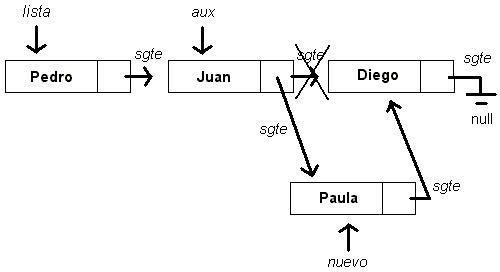 lista
aux
sgte
sgte
sgte
Pedro
Juan
Diego
null
sgte
Paula
sgte
nuevo